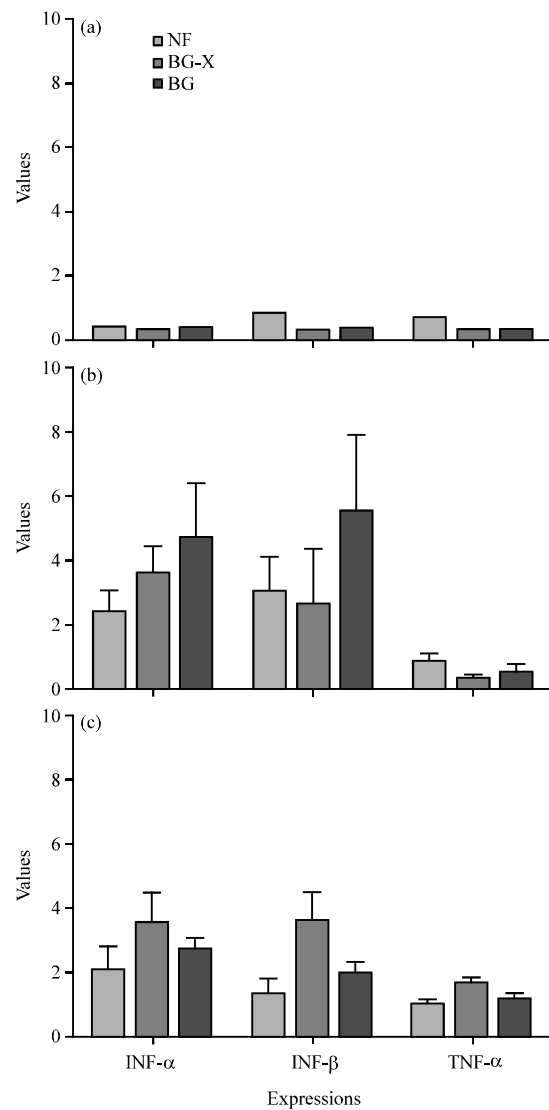 (a)
NF
BG-X
BG
10
8
6
4
2
0
Values
(b)
10
8
6
4
2
0
Values
(c)
10
8
6
4
2
0
Values
INF-α INF-β TNF-α
Expressions